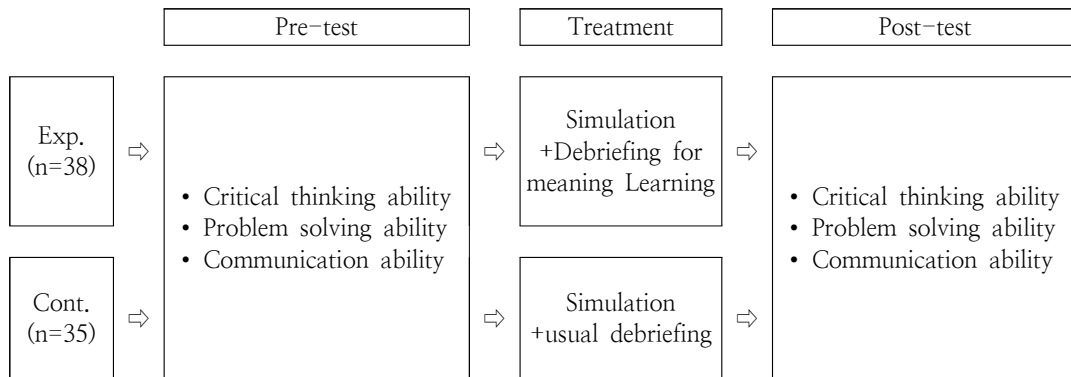 Pre-test
Treatment
Post-test
Exp.
(n=38)
⇨
• Critical thinking ability
• Problem solving ability
• Communication ability
⇨
Simulation
+Debriefing for
meaning Learning
⇨
• Critical thinking ability
• Problem solving ability
• Communication ability
Cont.
(n=35)
⇨
⇨
Simulation
+usual debriefing
⇨